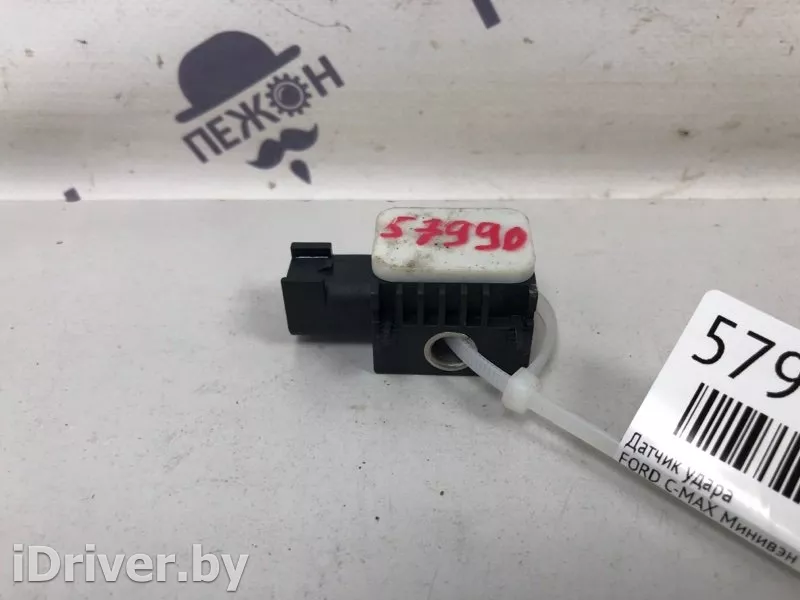 ПЕЖОН
57990
579
Датчик удара
FORD C-MAX Минивэн
iDriver.by